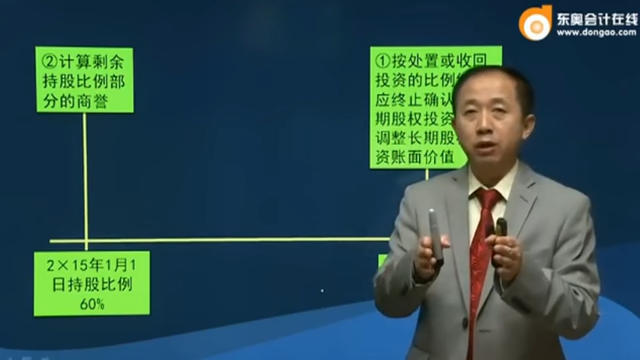 东奥会计在线
www.dongao.com
②计算剩余
持股比例部
分的商誉
①按处置或收回
投资的比例
应终止确认
期股权投资
调整长期股
资账面价值
2×15年1月1
日持股比例
60%